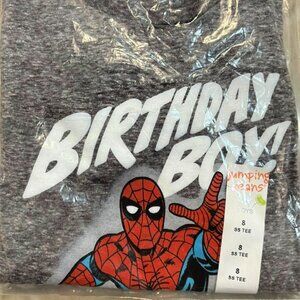 BIRTHDAY
BOY!
jumping
beans
8
SS TEE
8
SS TEE
8
SS TEE